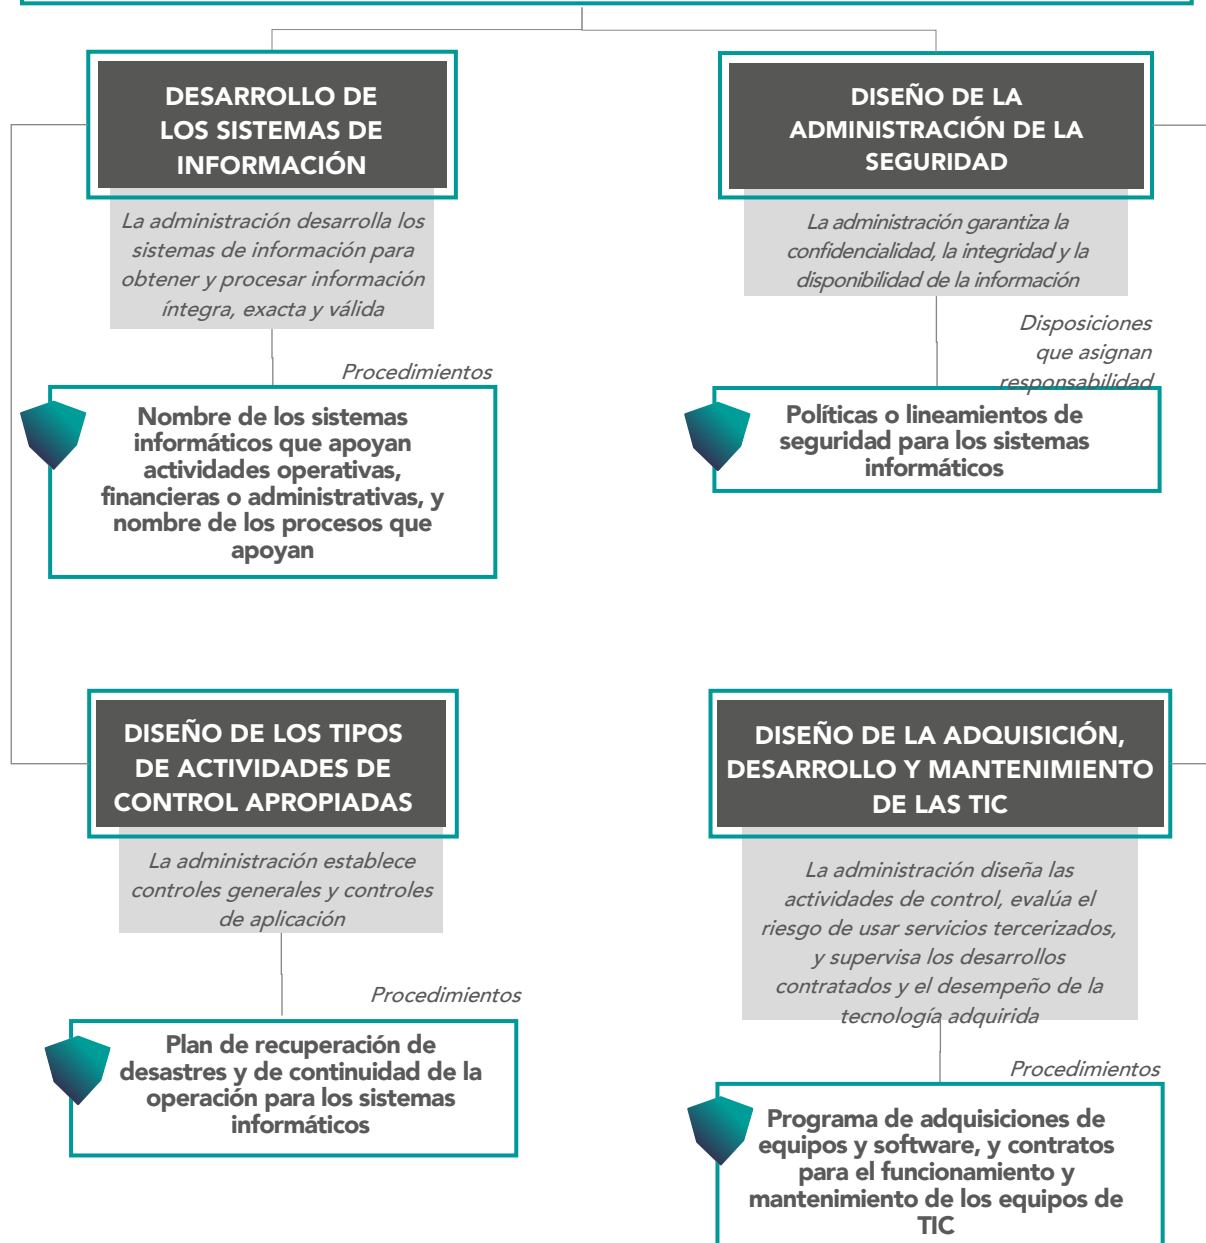 DESARROLLO DE
LOS SISTEMAS DE
INFORMACIÓN
La administración desarrolla los
sistemas de información para
obtener y procesar información
íntegra, exacta y válida
Procedimientos
Nombre de los sistemas
informáticos que apoyan
actividades operativas,
financieras o administrativas, y
nombre de los procesos que
apoyan
DISEÑO DE LA
ADMINISTRACIÓN DE LA
SEGURIDAD
La administración garantiza la
confidencialidad, la integridad y la
disponibilidad de la información
Disposiciones
que asignan
responsabilidad
Políticas o lineamientos de
seguridad para los sistemas
informáticos
DISEÑO DE LOS TIPOS
DE ACTIVIDADES DE
CONTROL APROPIADAS
La administración establece
controles generales y controles
de aplicación
Procedimientos
Plan de recuperación de
desastres y de continuidad de la
operación para los sistemas
informáticos
DISEÑO DE LA ADQUISICIÓN,
DESARROLLO Y MANTENIMIENTO
DE LAS TIC
La administración diseña las
actividades de control, evalúa el
riesgo de usar servicios tercerizados,
y supervisa los desarrollos
contratados y el desempeño de la
tecnología adquirida
Procedimientos
Programa de adquisiciones de
equipos y software, y contratos
para el funcionamiento y
mantenimiento de los equipos de
TIC